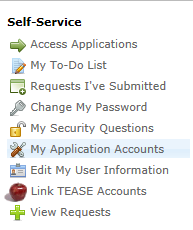 Self-Service
Access Applications
My To-Do List
Requests I've Submitted
Change My Password
My Security Questions
My Application Accounts
Edit My User Information
Link TEASE Accounts
View Requests